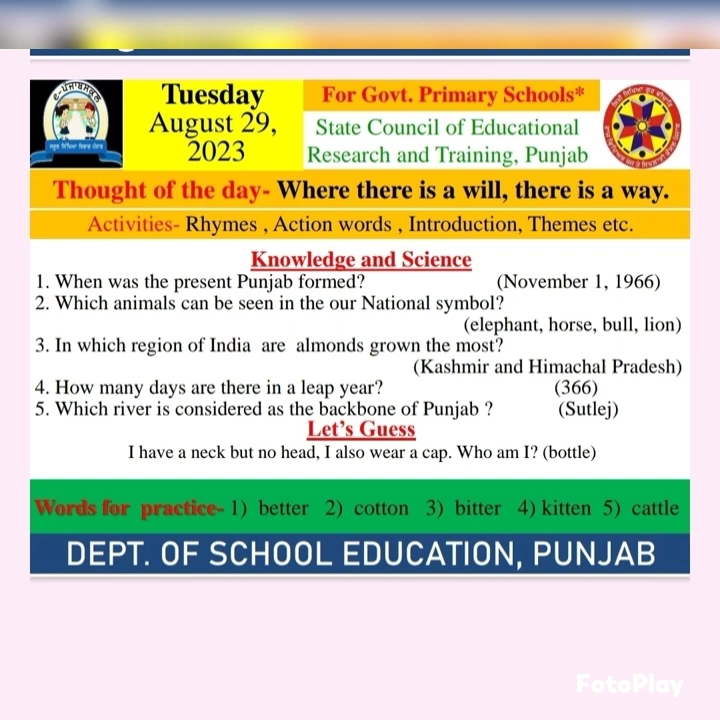 ਈ-ਪੰਜਾਬਸਕੂਲ
Tuesday
August 29,
2023
For Govt. Primary Schools*
State Council of Educational
Research and Training, Punjab
Thought of the day- Where there is a will, there is a way.
Activities- Rhymes , Action words , Introduction, Themes etc.
Knowledge and Science
1. When was the present Punjab formed? (November 1, 1966)
2. Which animals can be seen in the our National symbol?
(elephant, horse, bull, lion)
3. In which region of India are almonds grown the most?
(Kashmir and Himachal Pradesh)
4. How many days are there in a leap year? (366)
5. Which river is considered as the backbone of Punjab ? (Sutlej)
Let's Guess
I have a neck but no head, I also wear a cap. Who am I? (bottle)
Words for practice- 1) better 2) cotton 3) bitter 4) kitten 5) cattle
DEPT. OF SCHOOL EDUCATION, PUNJAB
FotoPlay